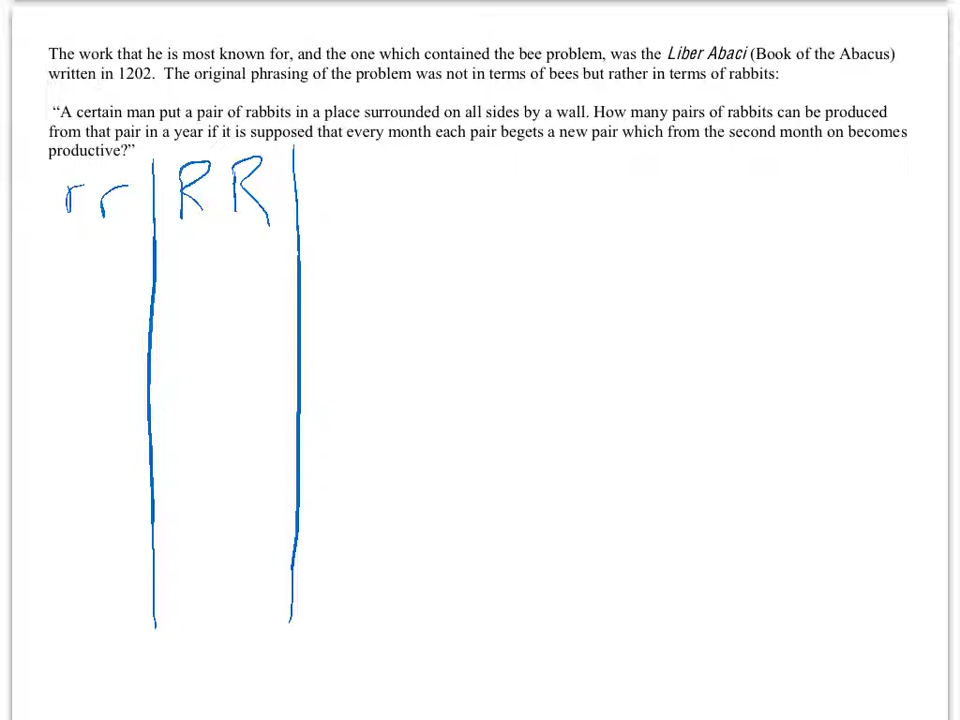 The work that he is most known for, and the one which contained the bee problem, was the Liber Abaci (Book of the Abacus)
written in 1202. The original phrasing of the problem was not in terms of bees but rather in terms of rabbits:
“A certain man put a pair of rabbits in a place surrounded on all sides by a wall. How many pairs of rabbits can be produced
from that pair in a year if it is supposed that every month each pair begets a new pair which from the second month on becomes
productive?”
r r R R